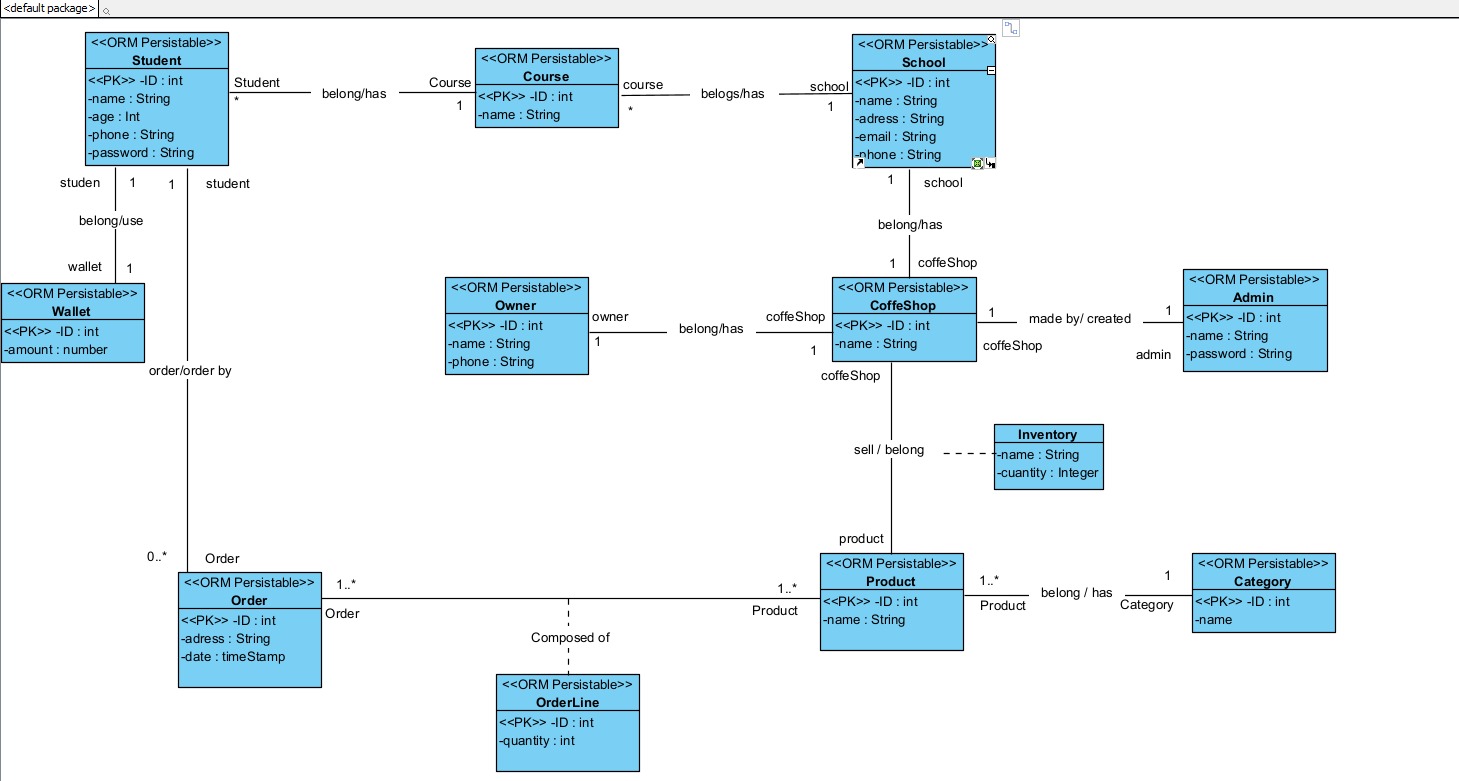 <default package>
<<ORM Persistable>>
Student
<<PK>> -ID : int
-name : String
-age : Int
-phone : String
-password : String
Student
*
belong/has
Course
1
<<ORM Persistable>>
Course
<<PK>> -ID : int
-name : String
course
*
belogs/has
school
1
<<ORM Persistable>>
School
<<PK>> -ID : int
-name : String
-adress : String
-email : String
-phone : String
studen
1
1
student
belong/use
wallet
1
<<ORM Persistable>>
Wallet
<<PK>> -ID : int
-amount : number
order/order by
1
school
belong/has
1
coffeShop
<<ORM Persistable>>
Owner
<<PK>> -ID : int
-name : String
-phone : String
owner
1
belong/has
coffeShop
1
<<ORM Persistable>>
CoffeShop
<<PK>> -ID : int
-name : String
1
coffeShop
made by/ created
1
admin
<<ORM Persistable>>
Admin
<<PK>> -ID : int
-name : String
-password : String
coffeShop
sell / belong
Inventory
-name : String
-cuantity : Integer
product
0..*
Order
<<ORM Persistable>>
Order
<<PK>> -ID : int
-adress : String
-date : timeStamp
1..*
Order
Composed of
1..*
Product
<<ORM Persistable>>
Product
<<PK>> -ID : int
-name : String
1..*
Product
belong / has
1
Category
<<ORM Persistable>>
Category
<<PK>> -ID : int
-name
<<ORM Persistable>>
OrderLine
<<PK>> -ID : int
-quantity : int